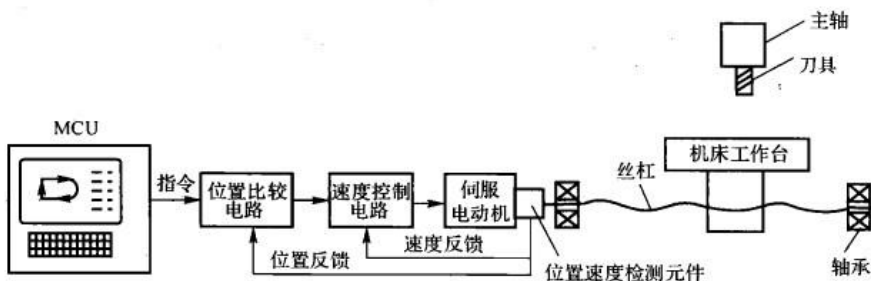 主轴
刀具
MCU
机床工作台
指令
位置比较
电路
速度控制
电路
伺服
电动机
丝杠
速度反馈
位置反馈
位置速度检测元件
轴承